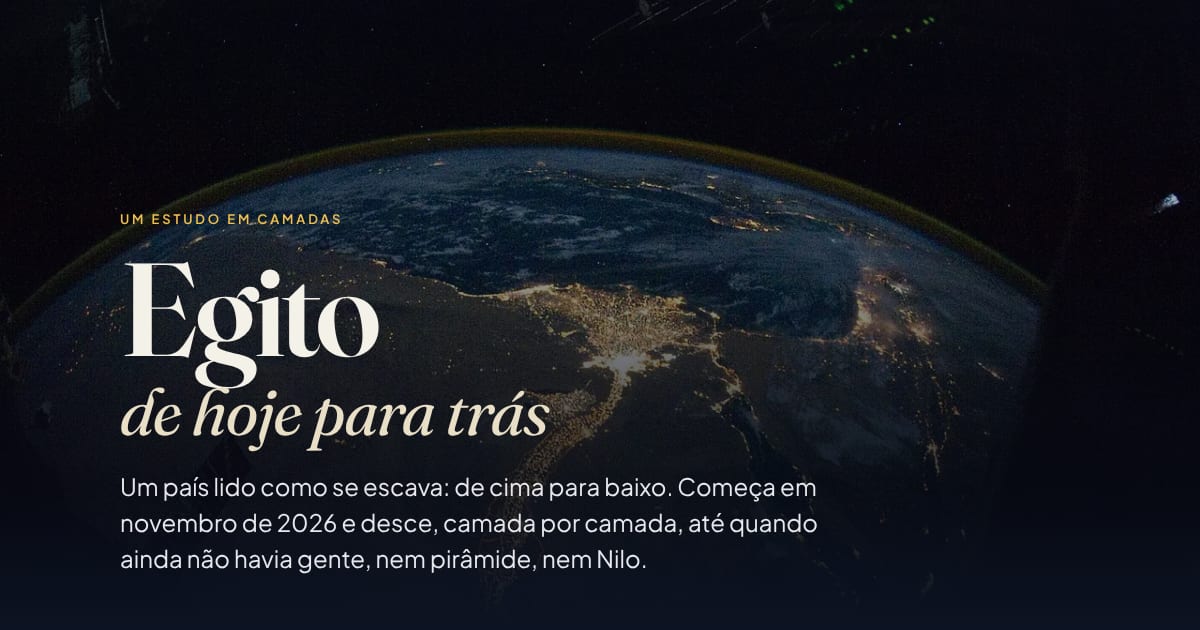 UM ESTUDO EM CAMADAS
Egito
de hoje para trás
Um país lido como se escava: de cima para baixo. Começa em
novembro de 2026 e desce, camada por camada, até quando
ainda não havia gente, nem pirâmide, nem Nilo.